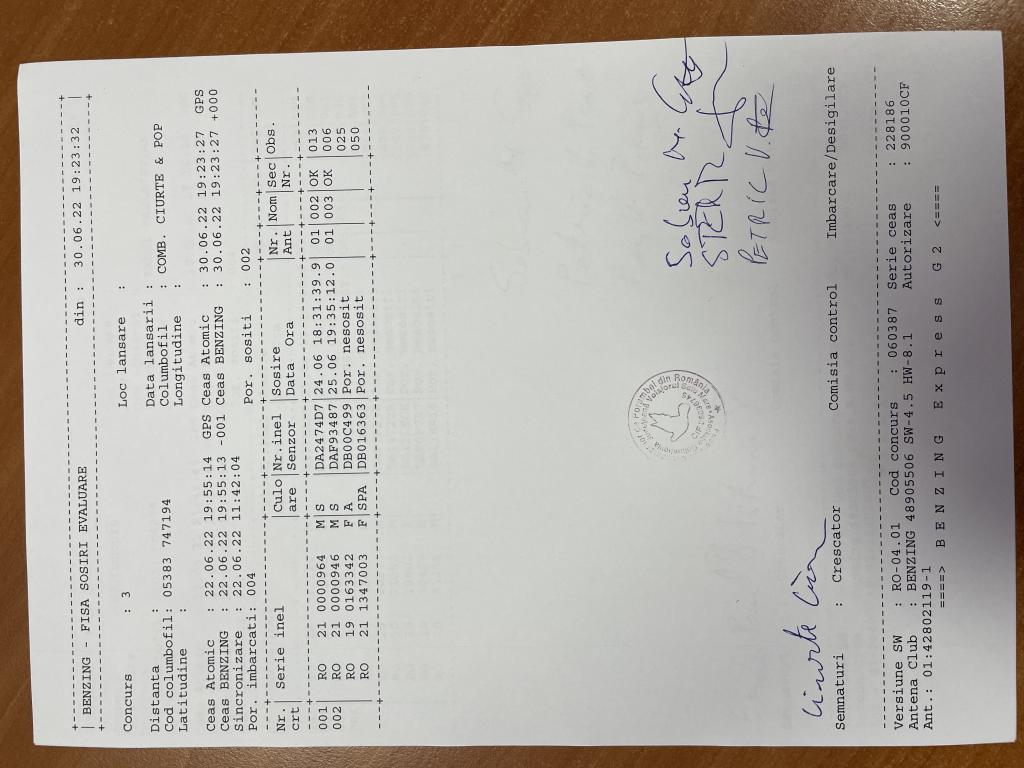 BENZING - FISA SOSIRI EVALUARE din : 30.06.22 19:23:32
Concurs : 3 Loc lansare :
Distanta : Data lansarii :
Cod columbofil: 05383 747194 Columbofil : COMB. CIURTE & POP
Latitudine : Longitudine :
Ceas Atomic : 22.06.22 19:55:14 GPS Ceas Atomic : 30.06.22 19:23:27 GPS
Ceas BENZING : 22.06.22 19:55:13 -001 Ceas BENZING : 30.06.22 19:23:27 +000
Sincronizare : 22.06.22 11:42:04
Por. imbarcati: 004 Por. sositi : 002
Nr. | Serie inel | Culo | Nr.inel | Sosire | Nr. | Nom | Sec | Obs.
crt | | are | Senzor | Data Ora | Ant | | Nr. |
001 | RO 21 0000964 M | S | DA2474D7 | 24.06 18:31:39.9 | 01 | 002 | OK | 013
002 | RO 21 0000946 M | S | DAF93487 | 25.06 19:35:12.0 | 01 | 003 | OK | 006
RO 19 0163342 F | A | DB00C499 | Por. nesosit | 025
RO 21 1347003 F | SPA | DB016363 | Por. nesosit | 050
Ciurte
PETRIC V.
Semnaturi : Crescator Comisia control Imbarcare/Desigilare
Versiune SW : RO-04.01 Cod concurs : 060387 Serie ceas : 228186
Antena Club : BENZING 48905506 SW-4.5 HW-8.1 Autorizare : 900010CF
Ant.: 01:42802119-1
====> B E N Z I N G E x p r e s s G 2 <====